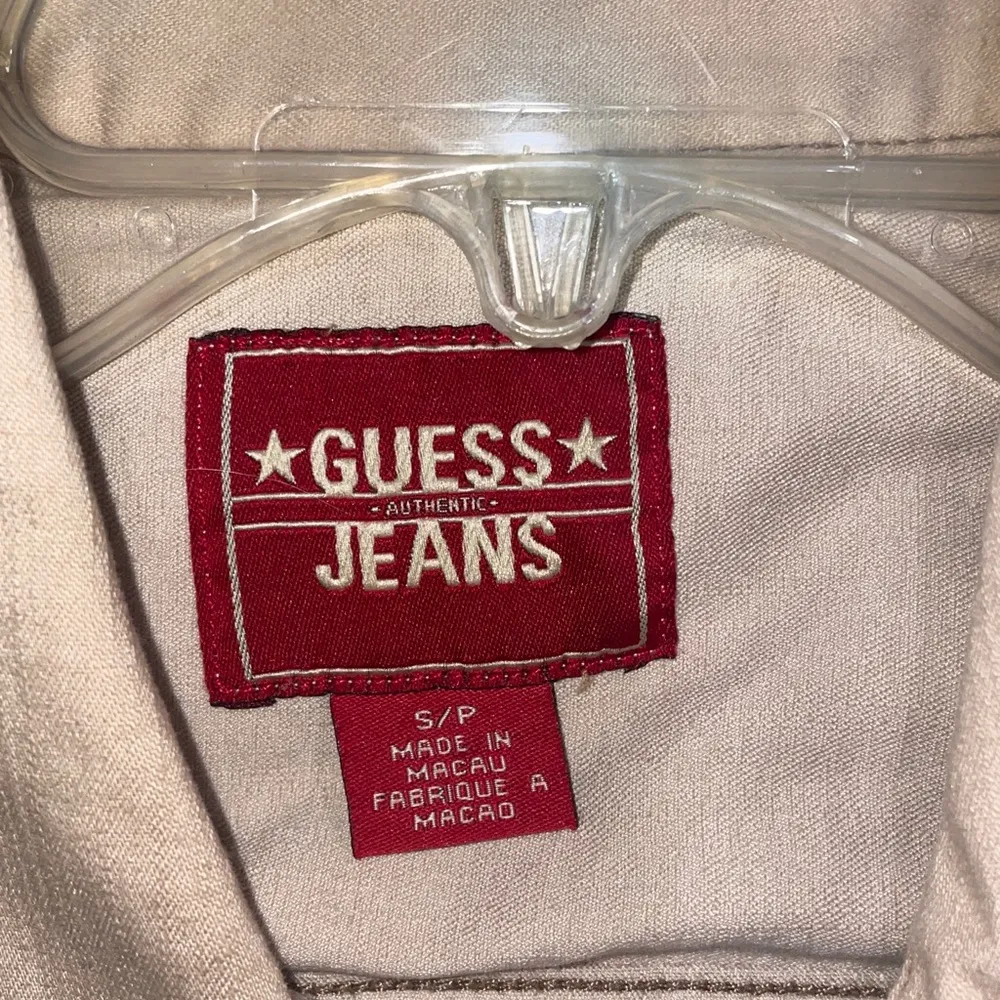 ★GUESS★
- AUTHENTIC -
JEANS
S/P
MADE IN
MACAU
FABRIQUE A
MACAO